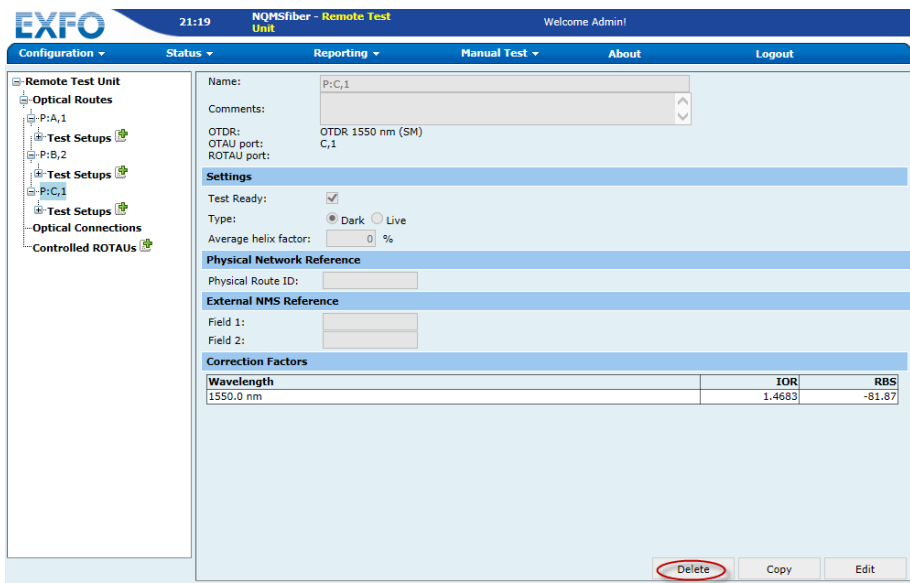 EXFO
21:19
NQMSfiber - Remote Test
Unit
Welcome Admin!
Configuration
Status
Reporting
Manual Test
About
Logout
Remote Test Unit
Optical Routes
P:A,1
Test Setups
P:B,2
Test Setups
P:C,1
Test Setups
Optical Connections
Controlled ROTAUs
Name: P:C,1
Comments:
OTDR: OTDR 1550 nm (SM)
OTAU port: C,1
ROTAU port:
Settings
Test Ready:
Type: Dark Live
Average helix factor: 0 %
Physical Network Reference
Physical Route ID:
External NMS Reference
Field 1:
Field 2:
Correction Factors
Wavelength IOR RBS
1550.0 nm 1.4683 -81.87
Delete Copy Edit